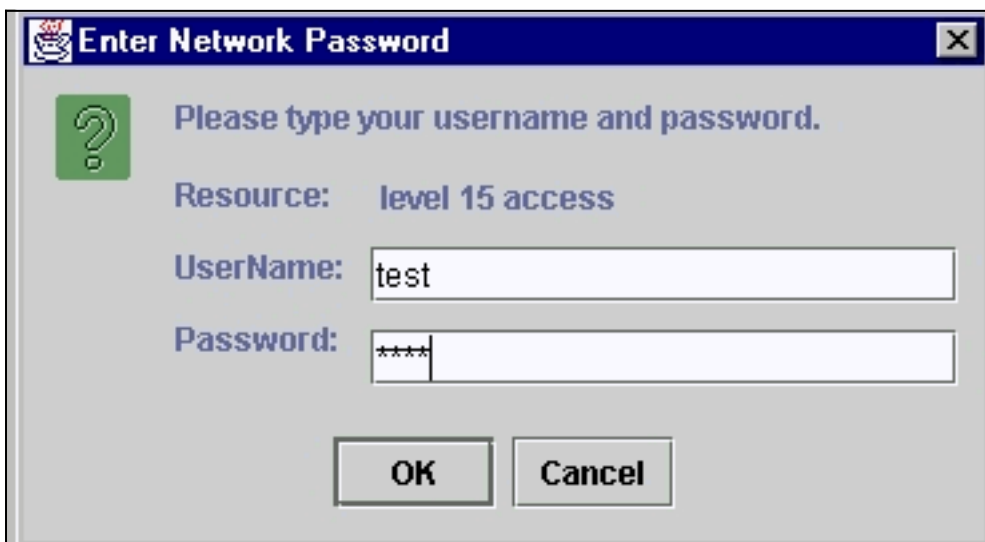 Enter Network Password
Please type your username and password.
Resource: level 15 access
UserName: test
Password: ****
OK Cancel